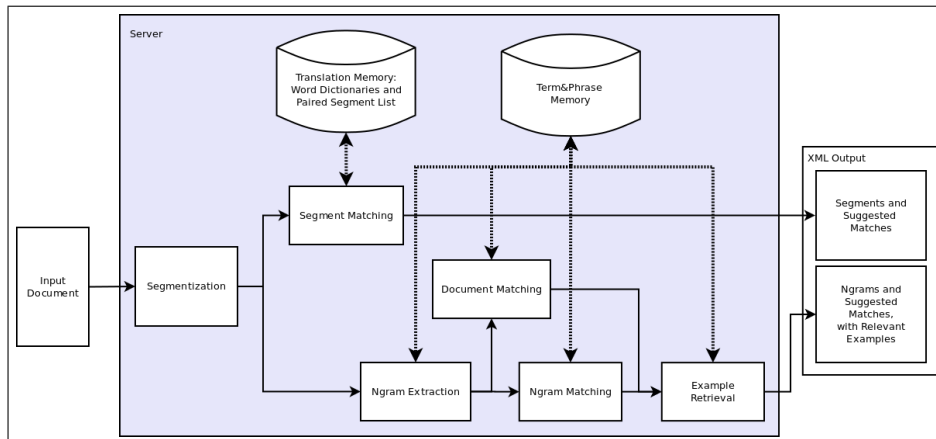 Server
Translation Memory:
Word Dictionaries and
Paired Segment List
Term&Phrase
Memory
XML Output
Segment Matching
Segments and
Suggested
Matches
Input
Document
Segmentization
Document Matching
Ngrams and
Suggested
Matches,
with Relevant
Examples
Ngram Extraction
Ngram Matching
Example
Retrieval